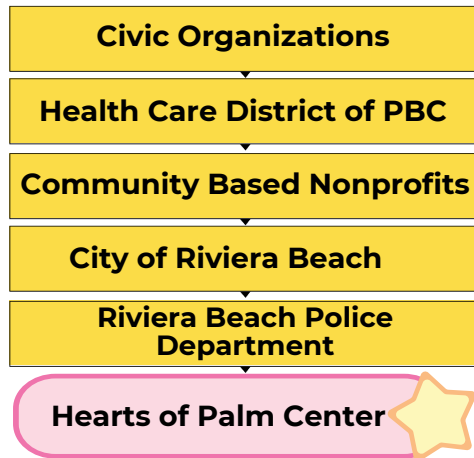 Civic Organizations
Health Care District of PBC
Community Based Nonprofits
City of Riviera Beach
Riviera Beach Police
Department
Hearts of Palm Center